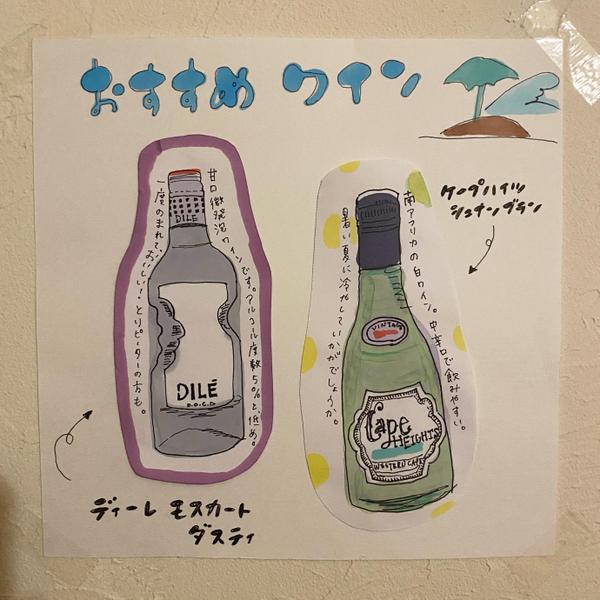 おすすめ ワイン
甘口微発泡ワインです。アルコール度数5%と低め。
一度のまれておいしい!とリピーターの方も。
DILE
DILÉ
D.O.C.G
ディーレ モスカート
ダスティ
ケープハイツ
シュナンブラン
南アフリカの白ワイン。中辛口で飲みやすい。
暑い夏に冷やしていかがでしょうか。
VINTAGE
Cape
HEIGHTS
WESTERN CAPE